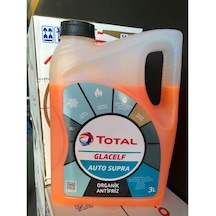 TOTAL
GLACELF
AUTO SUPRA
ORGANİK
ANTİFRİZ
3L